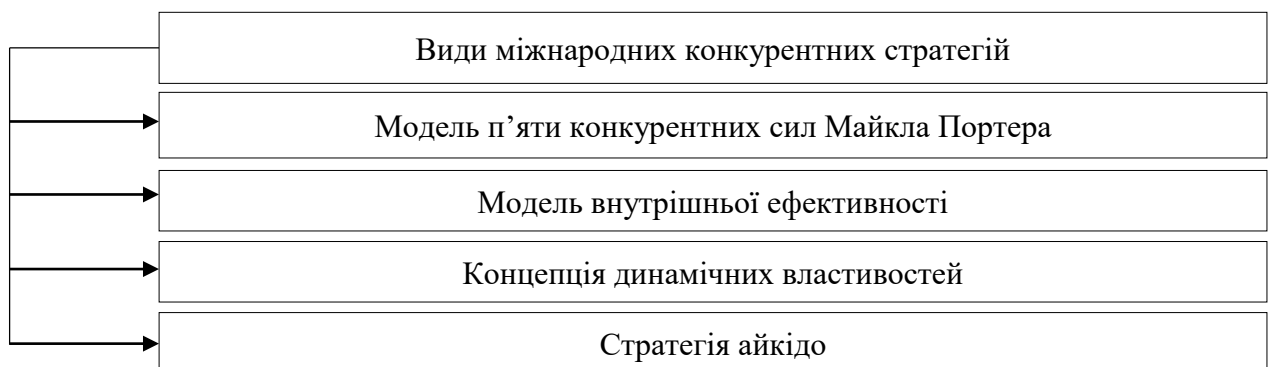 Види міжнародних конкурентних стратегій
Модель п’яти конкурентних сил Майкла Портера
Модель внутрішньої ефективності
Концепція динамічних властивостей
Стратегія айкідо